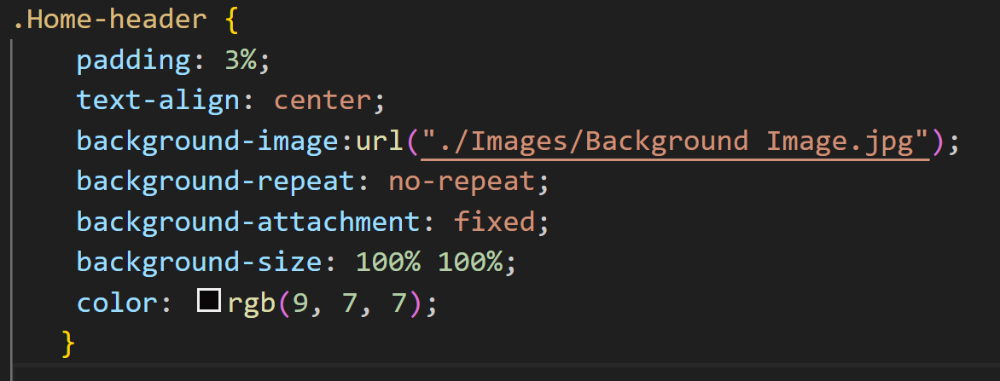 .Home-header {
padding: 3%;
text-align: center;
background-image:url("./Images/Background Image.jpg");
background-repeat: no-repeat;
background-attachment: fixed;
background-size: 100% 100%;
color: rgb(9, 7, 7);
}